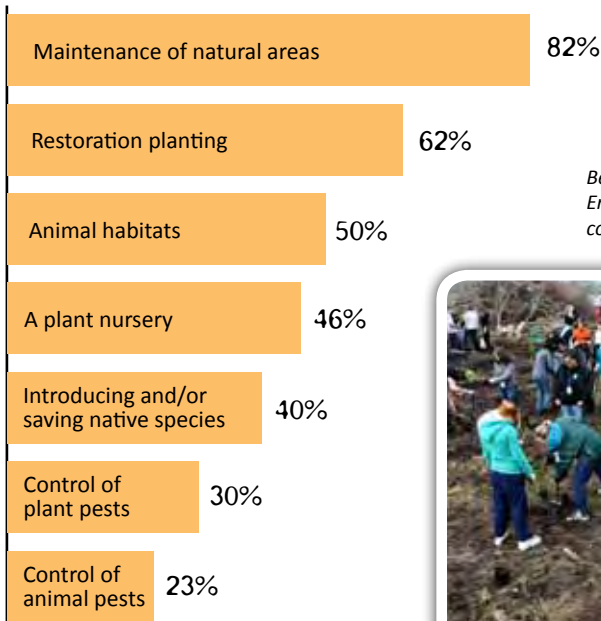 Maintenance of natural areas
82%
Restoration planting
62%
Animal habitats
50%
A plant nursery
46%
Introducing and/or
saving native species
40%
Control of
plant pests
30%
Control of
animal pests
23%